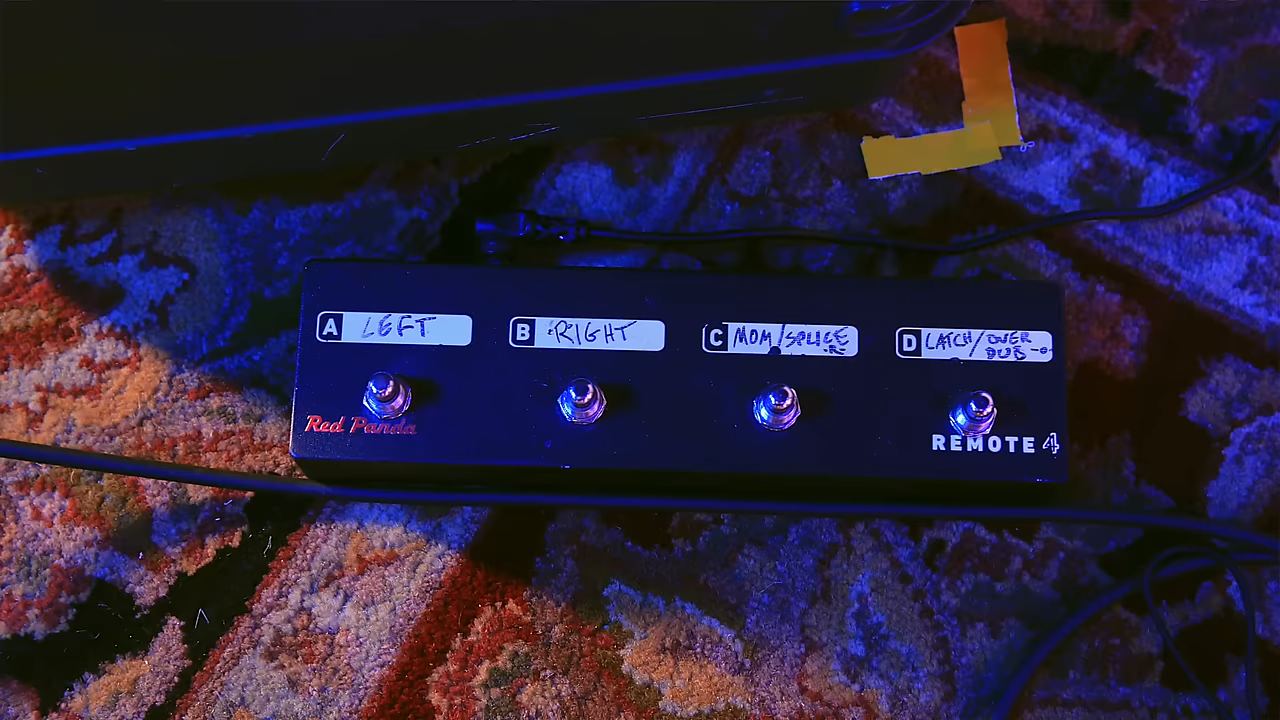 A LEFT
B RIGHT
C MOM/SPLICE
D LATCH/OVER
DUB
Red Panda
REMOTE 4